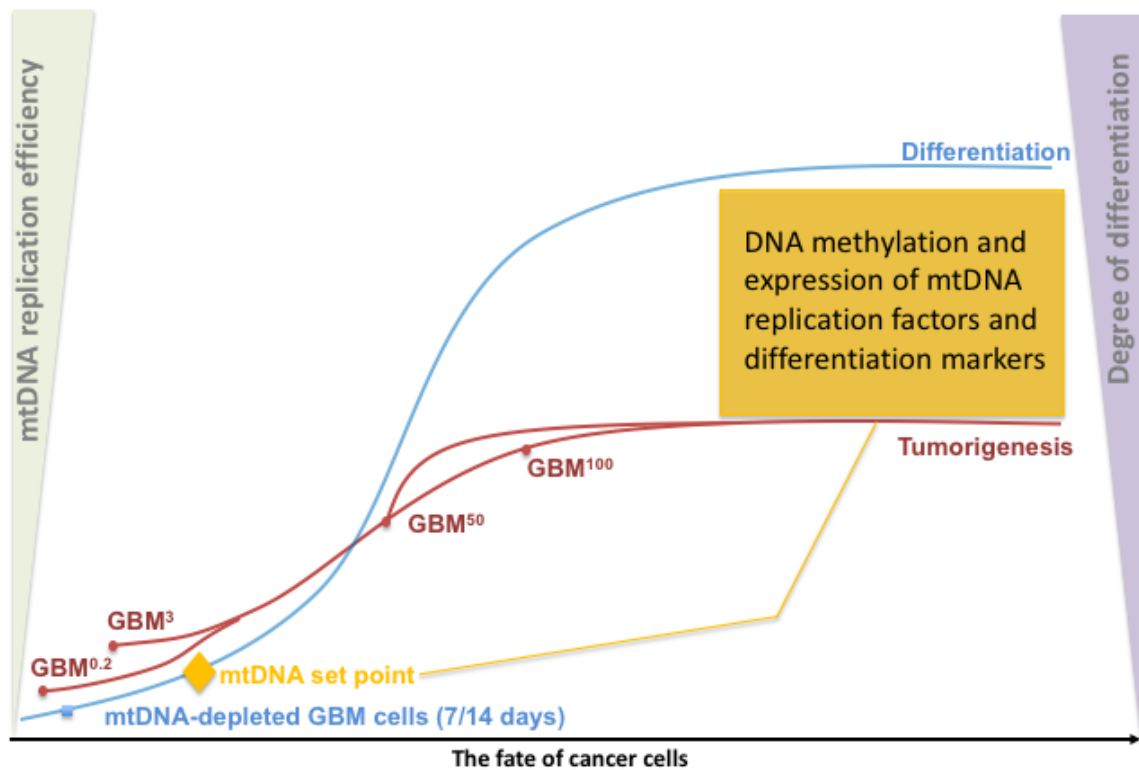 mtDNA replication efficiency
Degree of differentiation
Differentiation
DNA methylation and
expression of mtDNA
replication factors and
differentiation markers
Tumorigenesis
GBM¹⁰⁰
GBM⁵⁰
GBM³
GBM⁰·²
mtDNA set point
mtDNA-depleted GBM cells (7/14 days)
The fate of cancer cells